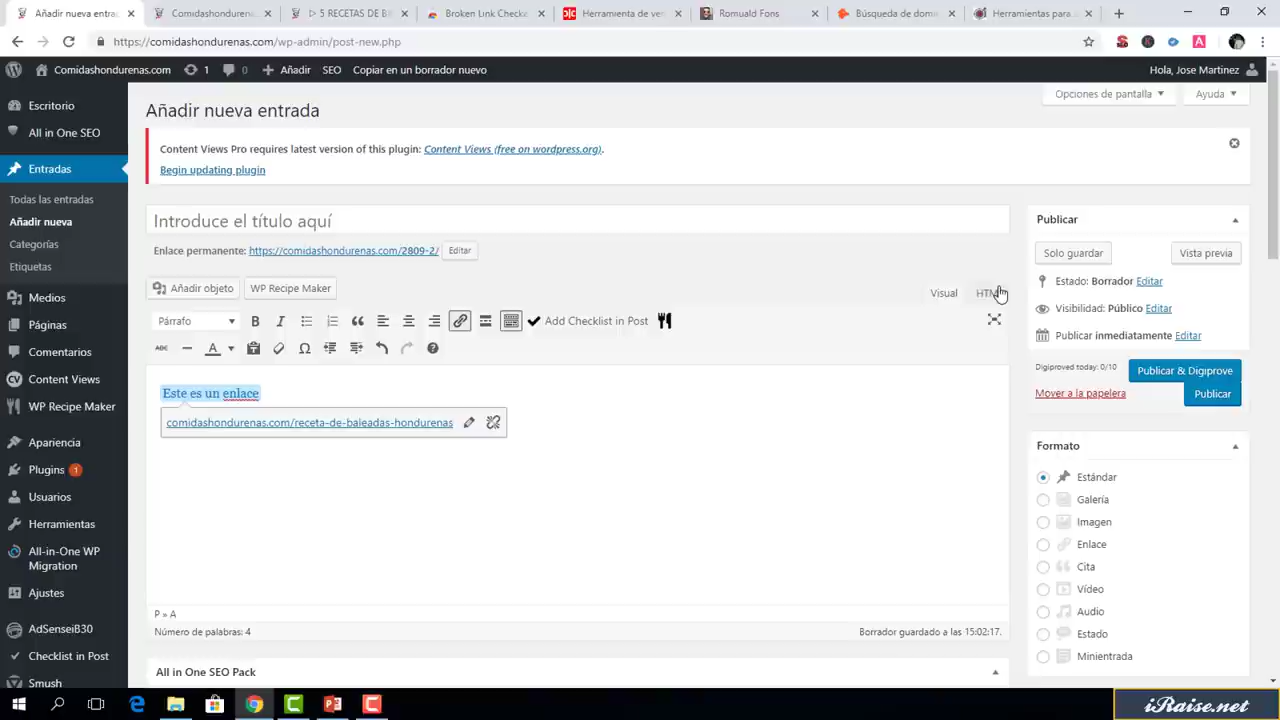 Añadir nueva entrada
Comidashondurenas
▷ 5 RECETAS DE B
Broken Link Checke
Herramienta de ver
Romuald Fons
Búsqueda de domi
Herramientas para
https://comidashondurenas.com/wp-admin/post-new.php
Comidashondurenas.com
1
0
Añadir
SEO
Copiar en un borrador nuevo
Hola, Jose Martinez
Escritorio
All in One SEO
Entradas
Todas las entradas
Añadir nueva
Categorías
Etiquetas
Medios
Páginas
Comentarios
Content Views
WP Recipe Maker
Apariencia
Plugins 1
Usuarios
Herramientas
All-in-One WP
Migration
Ajustes
AdSenseiB30
Checklist in Post
Smush
Añadir nueva entrada
Opciones de pantalla
Ayuda
Content Views Pro requires latest version of this plugin: Content Views (free on wordpress.org).
Begin updating plugin
Introduce el título aquí
Enlace permanente: https://comidashondurenas.com/2809-2/ Editar
Añadir objeto
WP Recipe Maker
Visual
Párrafo
B
I
Add Checklist in Post
ABC
A
Este es un enlace
comidashondurenas.com/receta-de-baleadas-hondurenas
P » A
Número de palabras: 4
Borrador guardado a las 15:02:17.
All in One SEO Pack
Publicar
Solo guardar
Vista previa
Estado: Borrador Editar
Visibilidad: Público Editar
Publicar inmediatamente Editar
Digiproved today: 0/10
Publicar & Digiprove
Mover a la papelera
Publicar
Formato
Estándar
Galería
Imagen
Enlace
Cita
Vídeo
Audio
Estado
Minientrada
iRaise.net